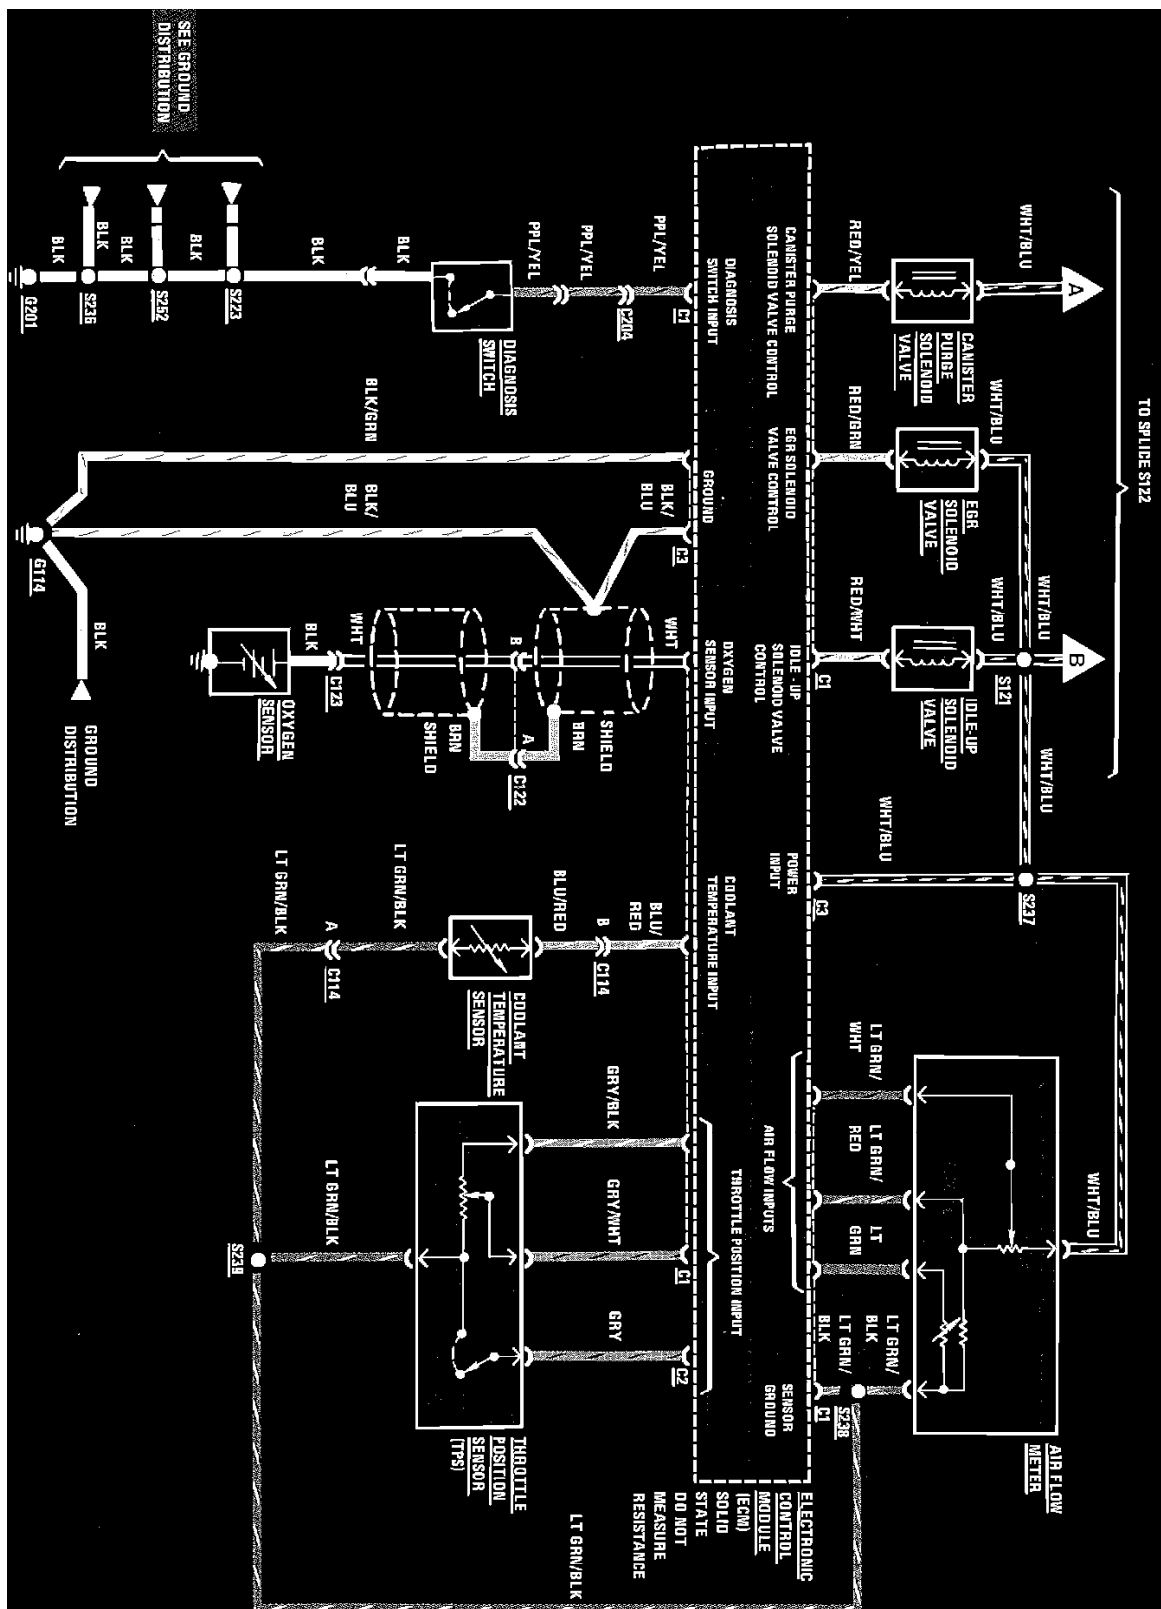 TO SPLICE S122
A
WHT/BLU
CANISTER
PURGE
SOLENOID
VALVE
RED/YEL
WHT/BLU
EGR
SOLENOID
VALVE
RED/GRN
B
WHT/BLU
WHT/BLU
S121
IDLE-UP
SOLENOID
VALVE
RED/WHT
C1
WHT/BLU
S237
WHT/BLU
C3
WHT/BLU
AIR FLOW
METER
LT GRN/
WHT
LT GRN/
RED
LT
GRN
LT GRN/
BLK
LT GRN/
BLK
S238
C1
CANISTER PURGE
SOLENOID VALVE CONTROL
EGR SOLENOID
VALVE CONTROL
IDLE-UP
SOLENOID VALVE
CONTROL
POWER
INPUT
AIR FLOW INPUTS
SENSOR
GROUND
DIAGNOSIS
SWITCH INPUT
GROUND
OXYGEN
SENSOR INPUT
COOLANT
TEMPERATURE INPUT
THROTTLE POSITION INPUT
ELECTRONIC
CONTROL
MODULE
(ECM)
SOLID
STATE
DO NOT
MEASURE
RESISTANCE
C1
PPL/YEL
C204
PPL/YEL
PPL/YEL
DIAGNOSIS
SWITCH
BLK
BLK
S223
BLK
S252
BLK
BLK
S236
BLK
G201
SEE GROUND
DISTRIBUTION
BLK/GRN
C3
BLK/
BLU
BLK/
BLU
G114
BLK
GROUND
DISTRIBUTION
WHT
SHIELD
BRN
B
A
C122
BRN
SHIELD
WHT
C123
BLK
OXYGEN
SENSOR
BLU/
RED
B
C114
BLU/RED
COOLANT
TEMPERATURE
SENSOR
LT GRN/BLK
A
C114
LT GRN/BLK
GRY/BLK
GRY/WHT
C1
GRY
C2
THROTTLE
POSITION
SENSOR
(TPS)
LT GRN/BLK
S239
LT GRN/BLK